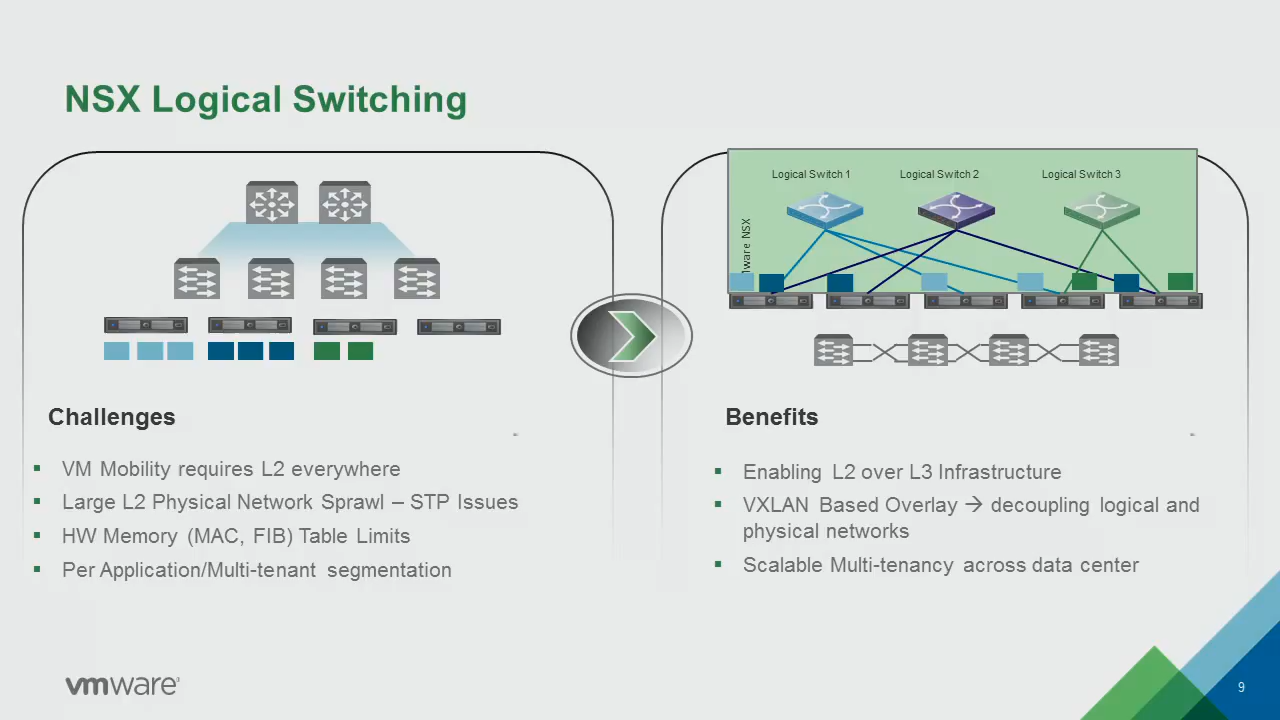 NSX Logical Switching
Logical Switch 1
Logical Switch 2
Logical Switch 3
NSX
Challenges
VM Mobility requires L2 everywhere
Large L2 Physical Network Sprawl – STP Issues
HW Memory (MAC, FIB) Table Limits
Per Application/Multi-tenant segmentation
Benefits
Enabling L2 over L3 Infrastructure
VXLAN Based Overlay → decoupling logical and
physical networks
Scalable Multi-tenancy across data center
vmware
9